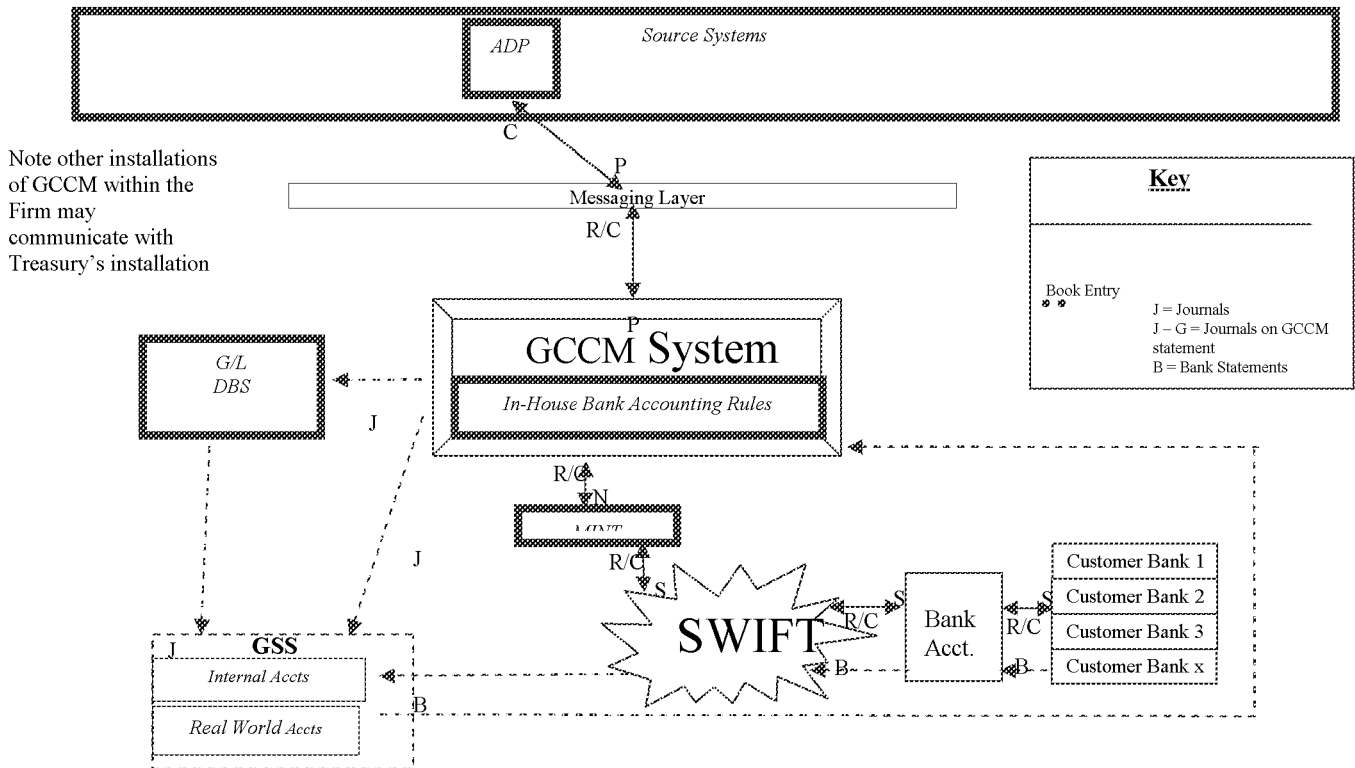 ADP
Source Systems
C
P
Note other installations
of GCCM within the
Firm may
communicate with
Treasury's installation
Messaging Layer
R/C
Key
Book Entry
J = Journals
J – G = Journals on GCCM
statement
B = Bank Statements
P
GCCM System
In-House Bank Accounting Rules
G/L
DBS
J
R/C
N
J
R/C
S
SWIFT
S
R/C
B
Bank
Acct.
S
R/C
B
Customer Bank 1
Customer Bank 2
Customer Bank 3
Customer Bank x
J
GSS
Internal Accts
B
Real World Accts